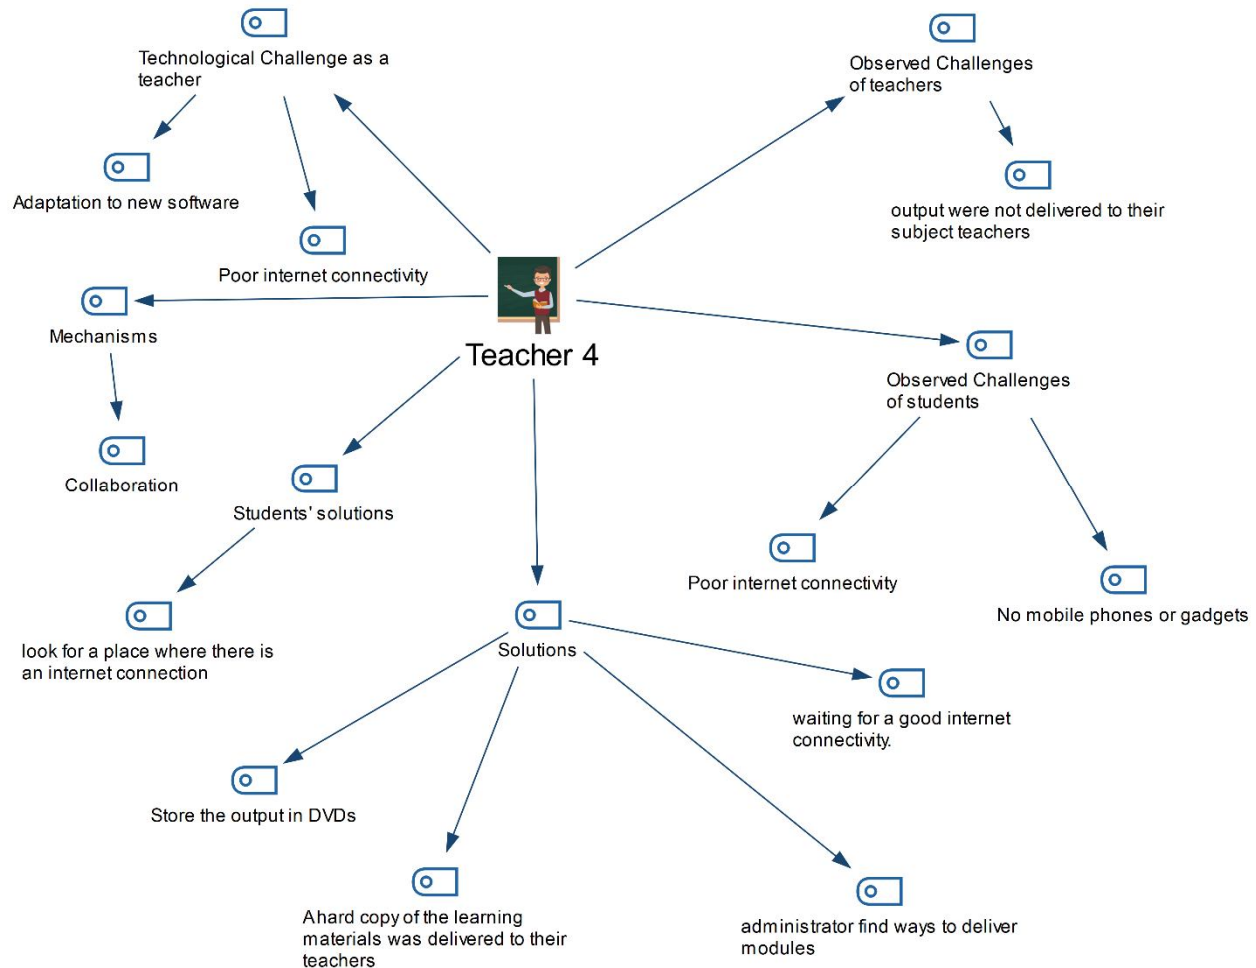 Technological Challenge as a
teacher
Observed Challenges
of teachers
Adaptation to new software
output were not delivered to their
subject teachers
Poor internet connectivity
Mechanisms
Teacher 4
Observed Challenges
of students
Collaboration
Students' solutions
Poor internet connectivity
No mobile phones or gadgets
look for a place where there is
an internet connection
Solutions
waiting for a good internet
connectivity.
Store the output in DVDs
A hard copy of the learning
materials was delivered to their
teachers
administrator find ways to deliver
modules